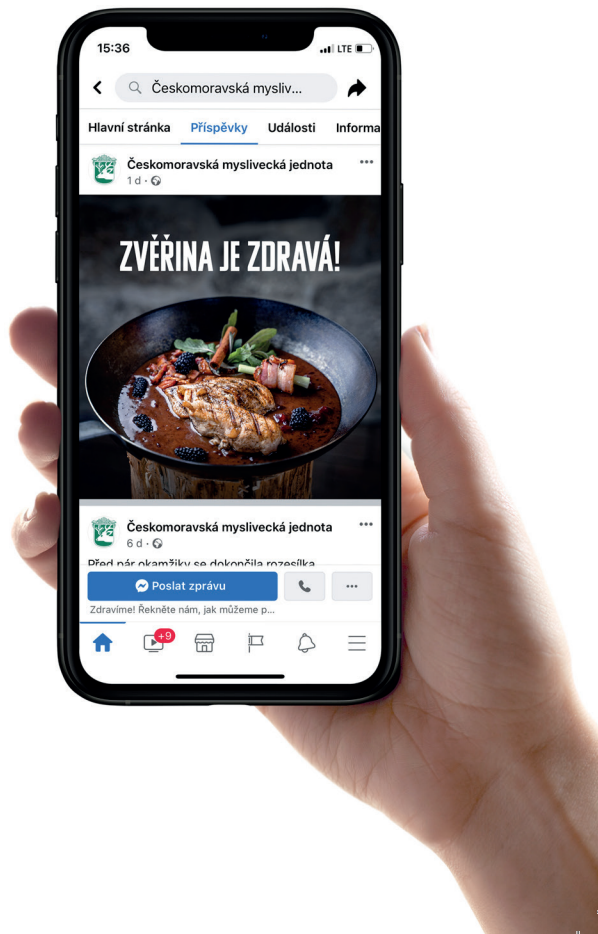 15:36
LTE
Českomoravská mysliv...
Hlavní stránka Příspěvky Události Informa
Českomoravská myslivecká jednota
1 d
ZVĚŘINA JE ZDRAVÁ!
Českomoravská myslivecká jednota
6 d
Před pár okamžiky se dokončila rozesílka
Poslat zprávu
Zdravíme! Řekněte nám, jak můžeme p...
+9